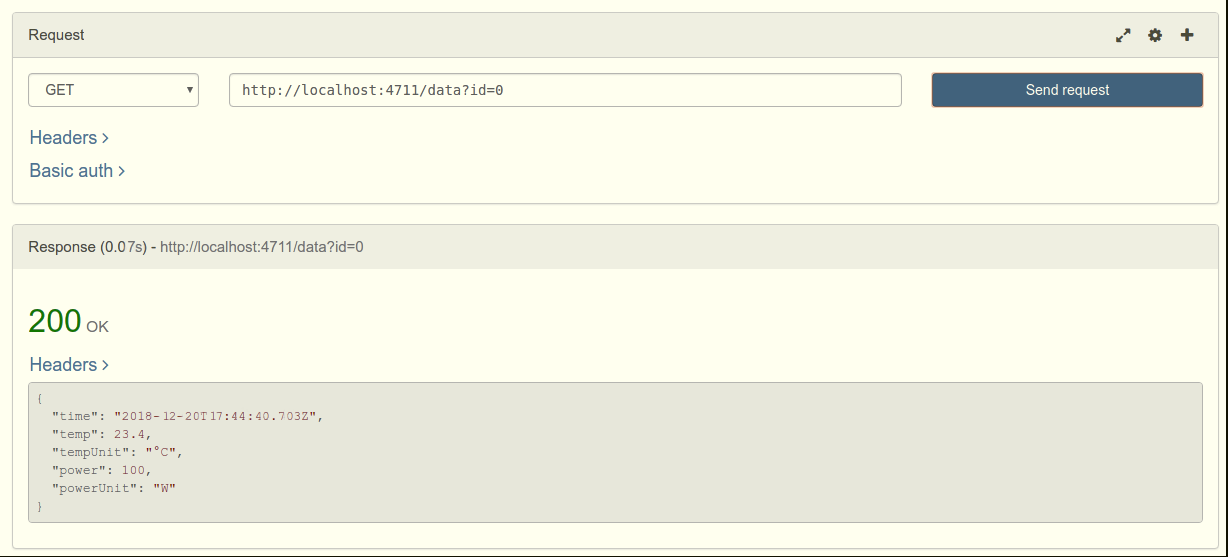 Request
GET http://localhost:4711/data?id=0 Send request
Headers >
Basic auth >
Response (0.07s) - http://localhost:4711/data?id=0
200 OK
Headers >
{
"time": "2018-12-20T17:44:40.703Z",
"temp": 23.4,
"tempUnit": "°C",
"power": 100,
"powerUnit": "W"
}